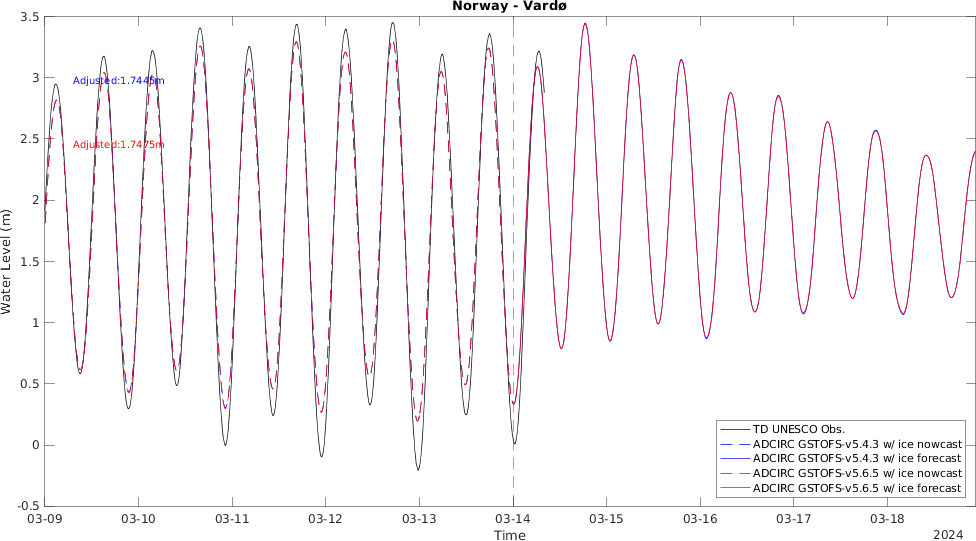 Norway - Vardø
3.5
3
2.5
2
1.5
1
0.5
0
-0.5
Water Level (m)
Adjusted:1.7445m
Adjusted:1.7475m
TD UNESCO Obs.
ADCIRC GSTOFS-v5.4.3 w/ ice nowcast
ADCIRC GSTOFS-v5.4.3 w/ ice forecast
ADCIRC GSTOFS-v5.6.5 w/ ice nowcast
ADCIRC GSTOFS-v5.6.5 w/ ice forecast
03-09 03-10 03-11 03-12 03-13 03-14 03-15 03-16 03-17 03-18
Time
2024